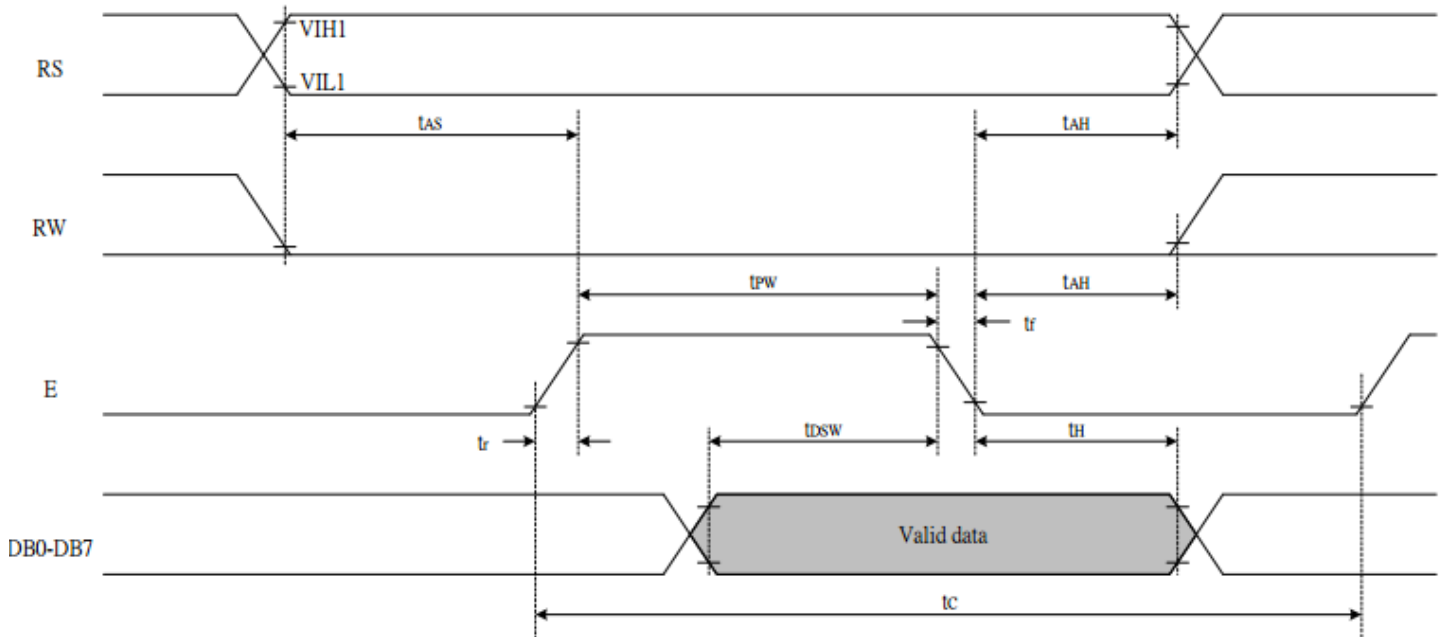 VIH1
RS
VIL1
tAS
tAH
RW
tPW
tAH
tf
E
tr
tDSW
tH
DB0-DB7
Valid data
tC